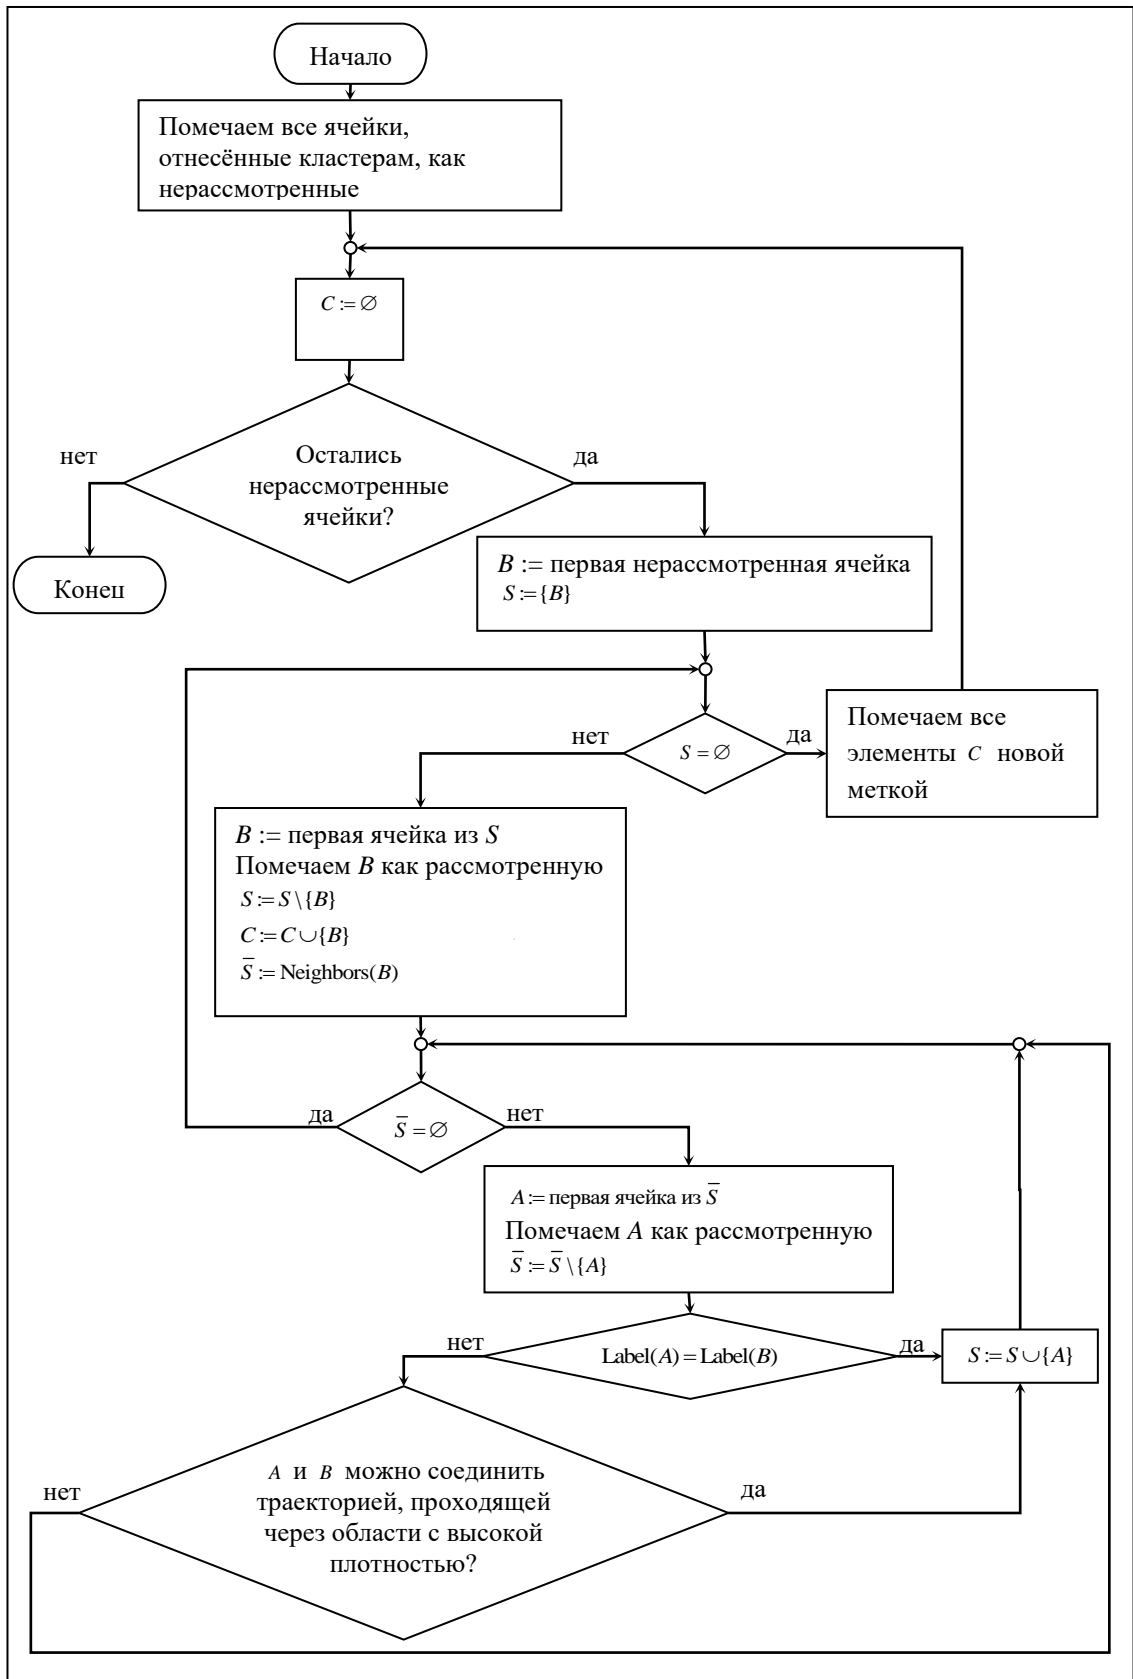 Начало
Помечаем все ячейки,
отнесённые кластерам, как
нерассмотренные
C := ∅
нет
Остались
нерассмотренные
ячейки?
да
B := первая нерассмотренная ячейка
S := {B}
Конец
нет
S = ∅
да
Помечаем все
элементы C новой
меткой
B := первая ячейка из S
Помечаем B как рассмотренную
S := S \ {B}
C := C ∪ {B}
S̅ := Neighbors(B)
да
S̅ = ∅
нет
A := первая ячейка из S̅
Помечаем A как рассмотренную
S̅ := S̅ \ {A}
нет
Label(A) = Label(B)
да
S := S ∪ {A}
нет
A и B можно соединить
траекторией, проходящей
через области с высокой
плотностью?
да